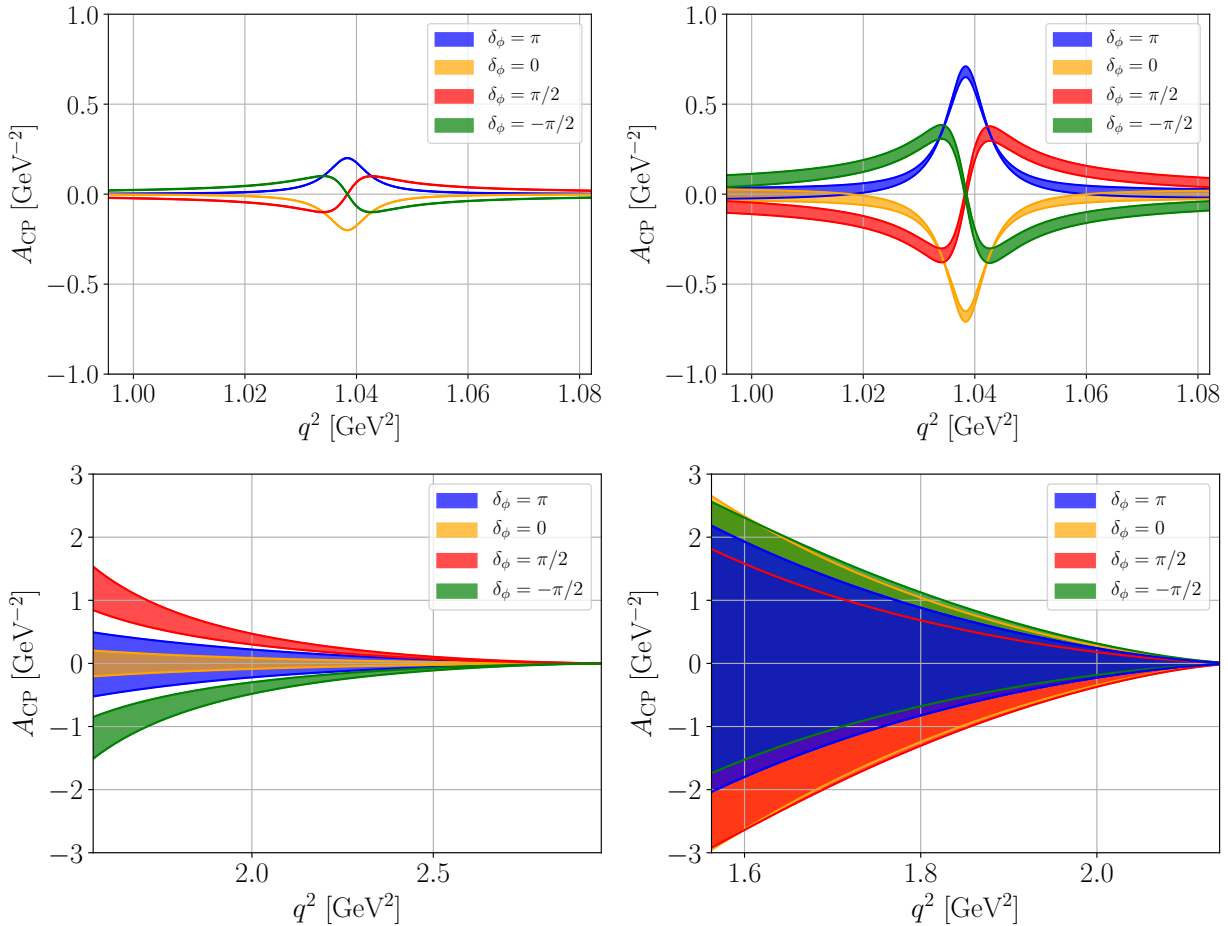 1.0
0.5
0.0
−0.5
−1.0
A_CP [GeV^−2]
δ_ϕ = π
δ_ϕ = 0
δ_ϕ = π/2
δ_ϕ = −π/2
1.00 1.02 1.04 1.06 1.08
q^2 [GeV^2]
1.0
0.5
0.0
−0.5
−1.0
A_CP [GeV^−2]
δ_ϕ = π
δ_ϕ = 0
δ_ϕ = π/2
δ_ϕ = −π/2
1.00 1.02 1.04 1.06 1.08
q^2 [GeV^2]
3
2
1
0
−1
−2
−3
A_CP [GeV^−2]
δ_ϕ = π
δ_ϕ = 0
δ_ϕ = π/2
δ_ϕ = −π/2
2.0 2.5
q^2 [GeV^2]
3
2
1
0
−1
−2
−3
A_CP [GeV^−2]
δ_ϕ = π
δ_ϕ = 0
δ_ϕ = π/2
δ_ϕ = −π/2
1.6 1.8 2.0
q^2 [GeV^2]